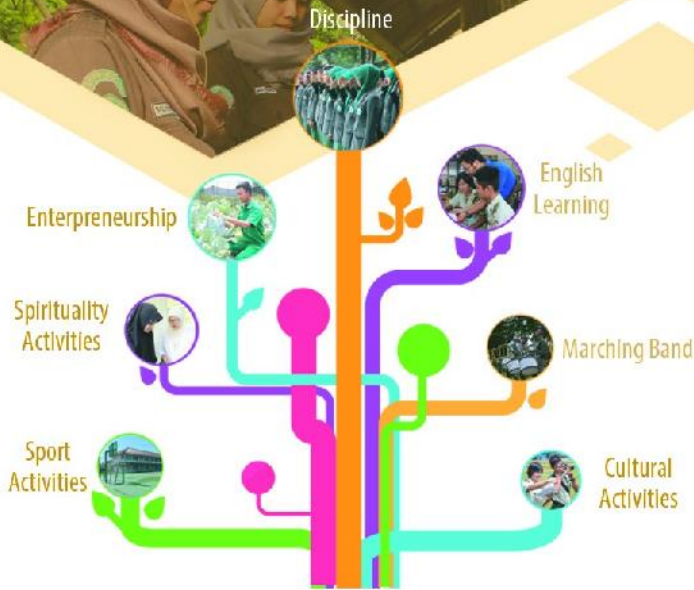 Discipline
English
Learning
Enterpreneurship
Spirituality
Activities
Marching Band
Sport
Activities
Cultural
Activities